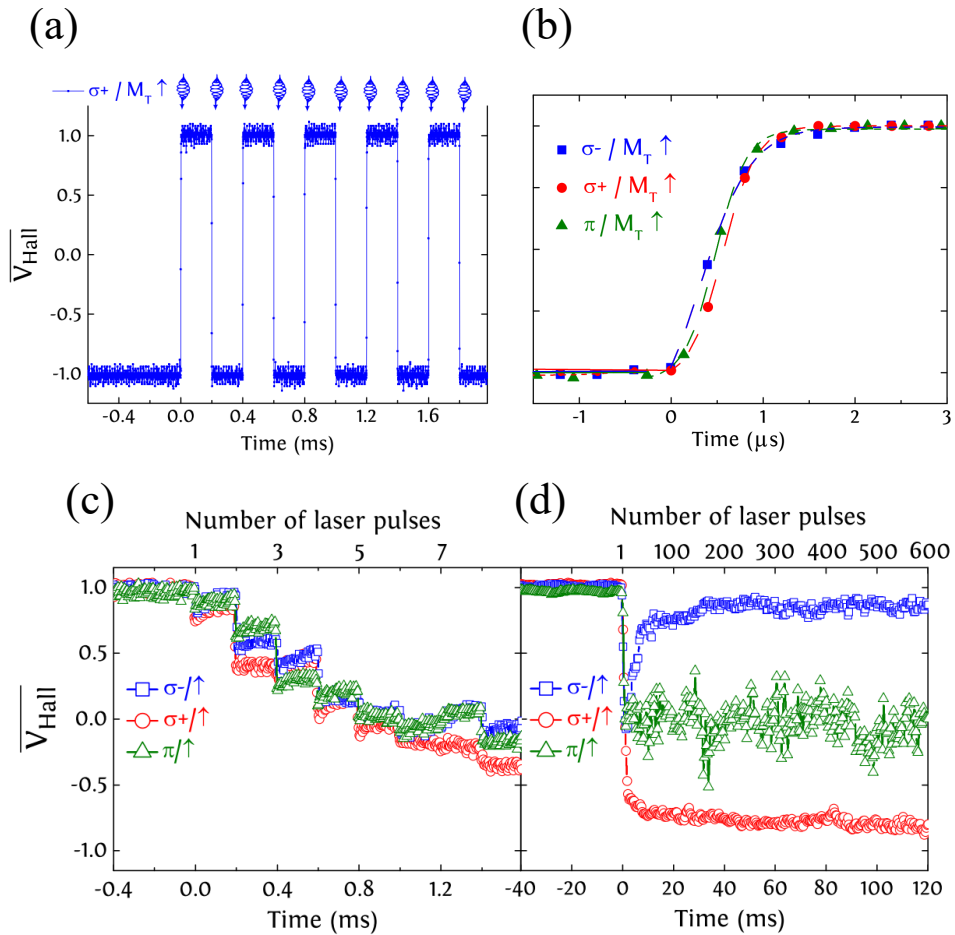 (a)
σ+ / M_T ↑
1.0
0.5
0.0
-0.5
-1.0
V_Hall
-0.4 0.0 0.4 0.8 1.2 1.6
Time (ms)
(b)
σ- / M_T ↑
σ+ / M_T ↑
π / M_T ↑
-1 0 1 2 3
Time (μs)
(c)
Number of laser pulses
1 3 5 7
1.0
0.5
0.0
-0.5
-1.0
V_Hall
σ-/↑
σ+/↑
π/↑
-0.4 0.0 0.4 0.8 1.2
Time (ms)
(d)
Number of laser pulses
1 100 200 300 400 500 600
σ-/↑
σ+/↑
π/↑
-40 -20 0 20 40 60 80 100 120
Time (ms)